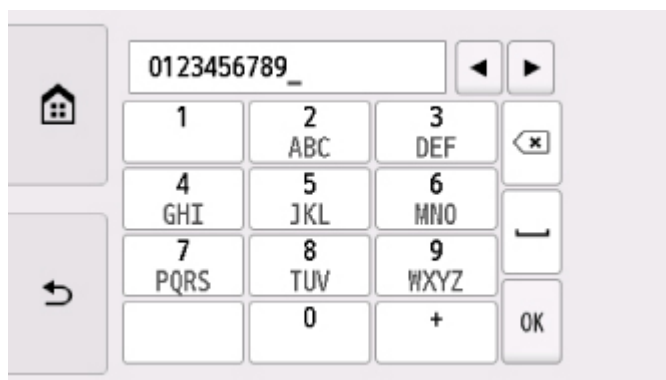 0123456789_
1 2 3
ABC DEF
4 5 6
GHI JKL MNO
7 8 9
PQRS TUV WXYZ
0 + OK